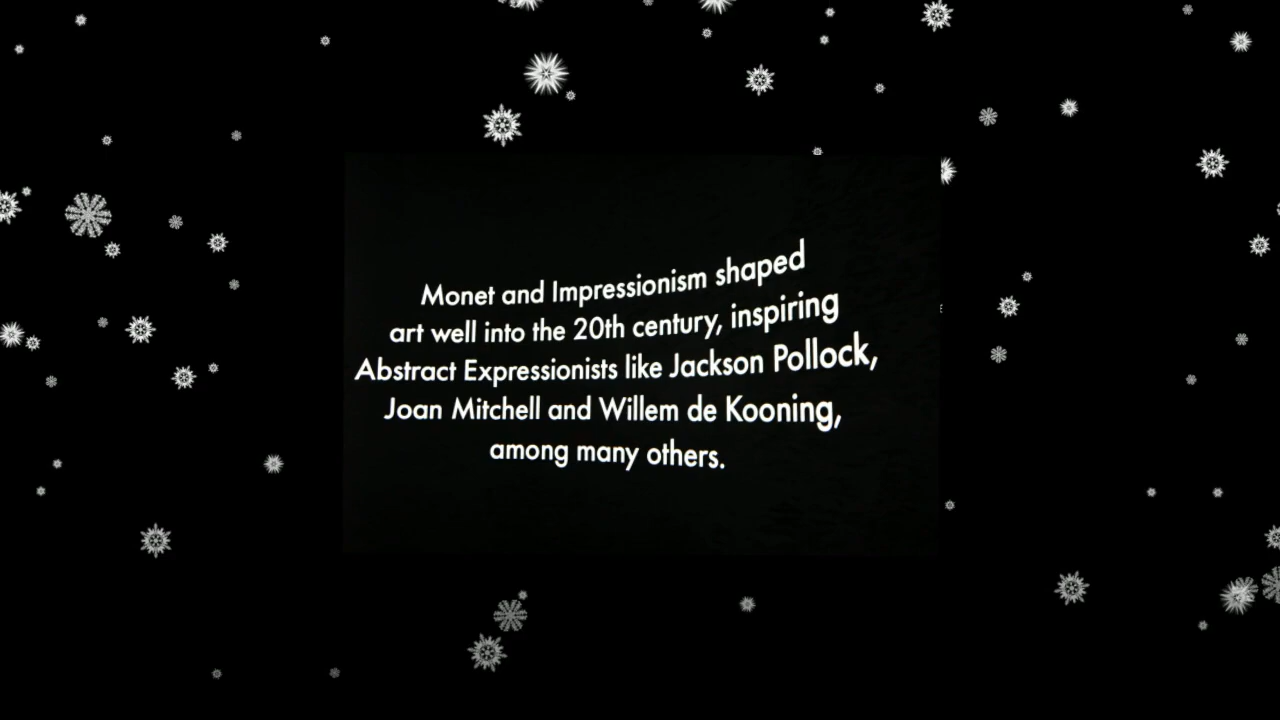 Monet and Impressionism shaped
art well into the 20th century, inspiring
Abstract Expressionists like Jackson Pollock,
Joan Mitchell and Willem de Kooning,
among many others.